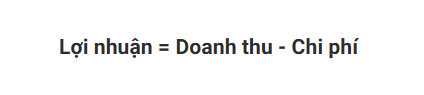 Lợi nhuận = Doanh thu - Chi phí